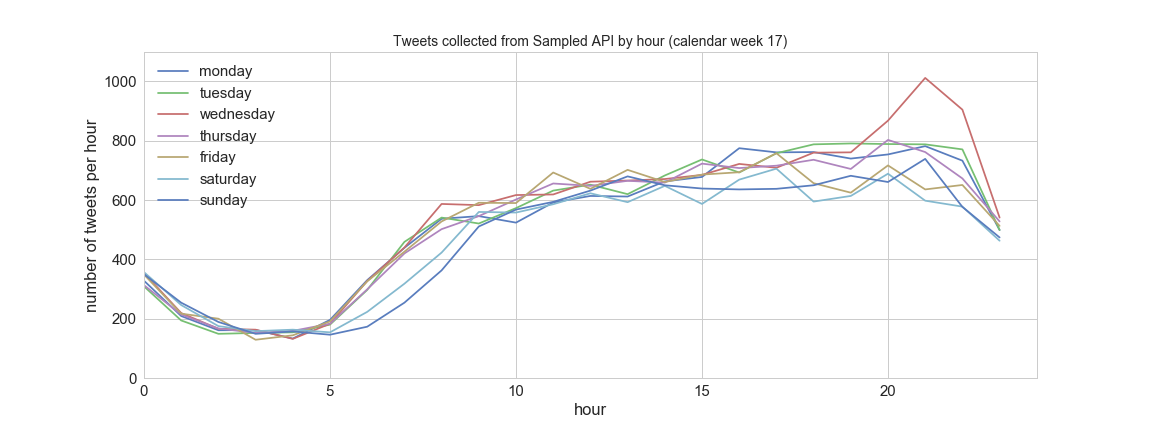 Tweets collected from Sampled API by hour (calendar week 17)
monday
tuesday
wednesday
thursday
friday
saturday
sunday
number of tweets per hour
1000
800
600
400
200
0
0 5 10 15 20
hour